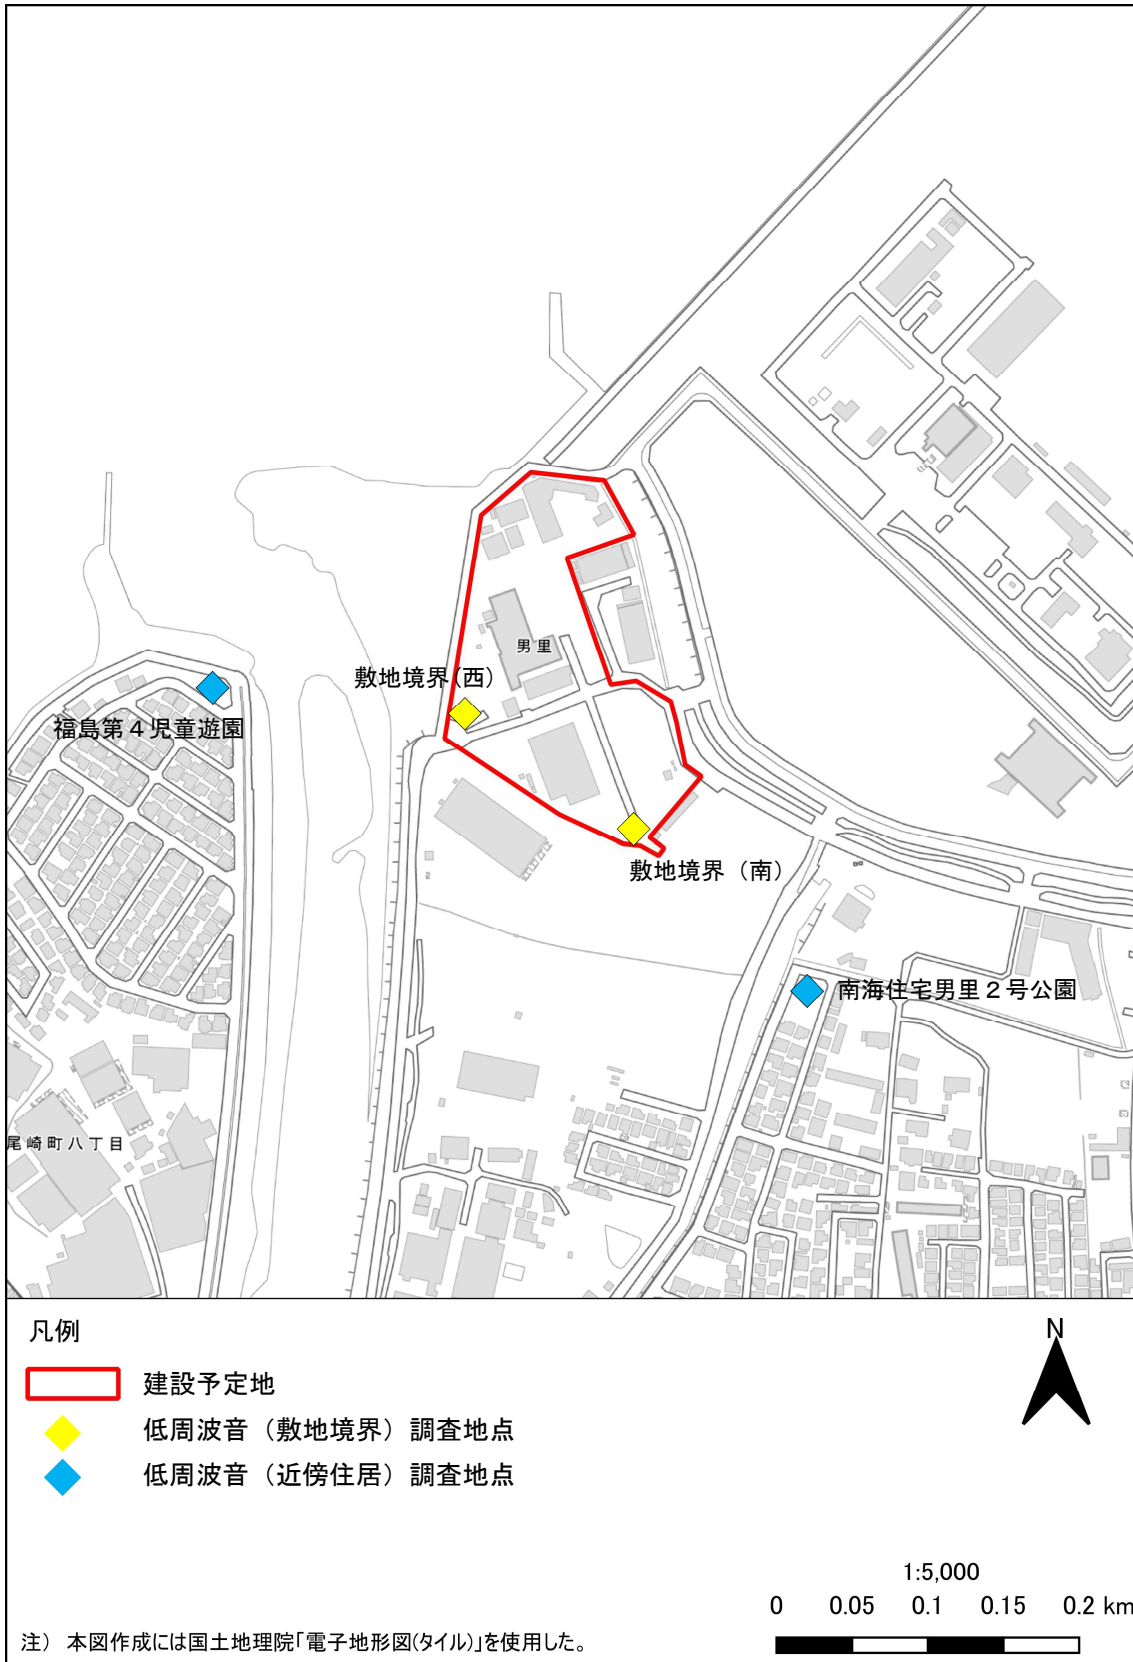 男里
敷地境界(西)
福島第４児童遊園
敷地境界（南）
南海住宅男里２号公園
尾崎町八丁目
凡例
N
建設予定地
低周波音（敷地境界）調査地点
低周波音（近傍住居）調査地点
1:5,000
0 0.05 0.1 0.15 0.2 km
注） 本図作成には国土地理院「電子地形図(タイル)」を使用した。